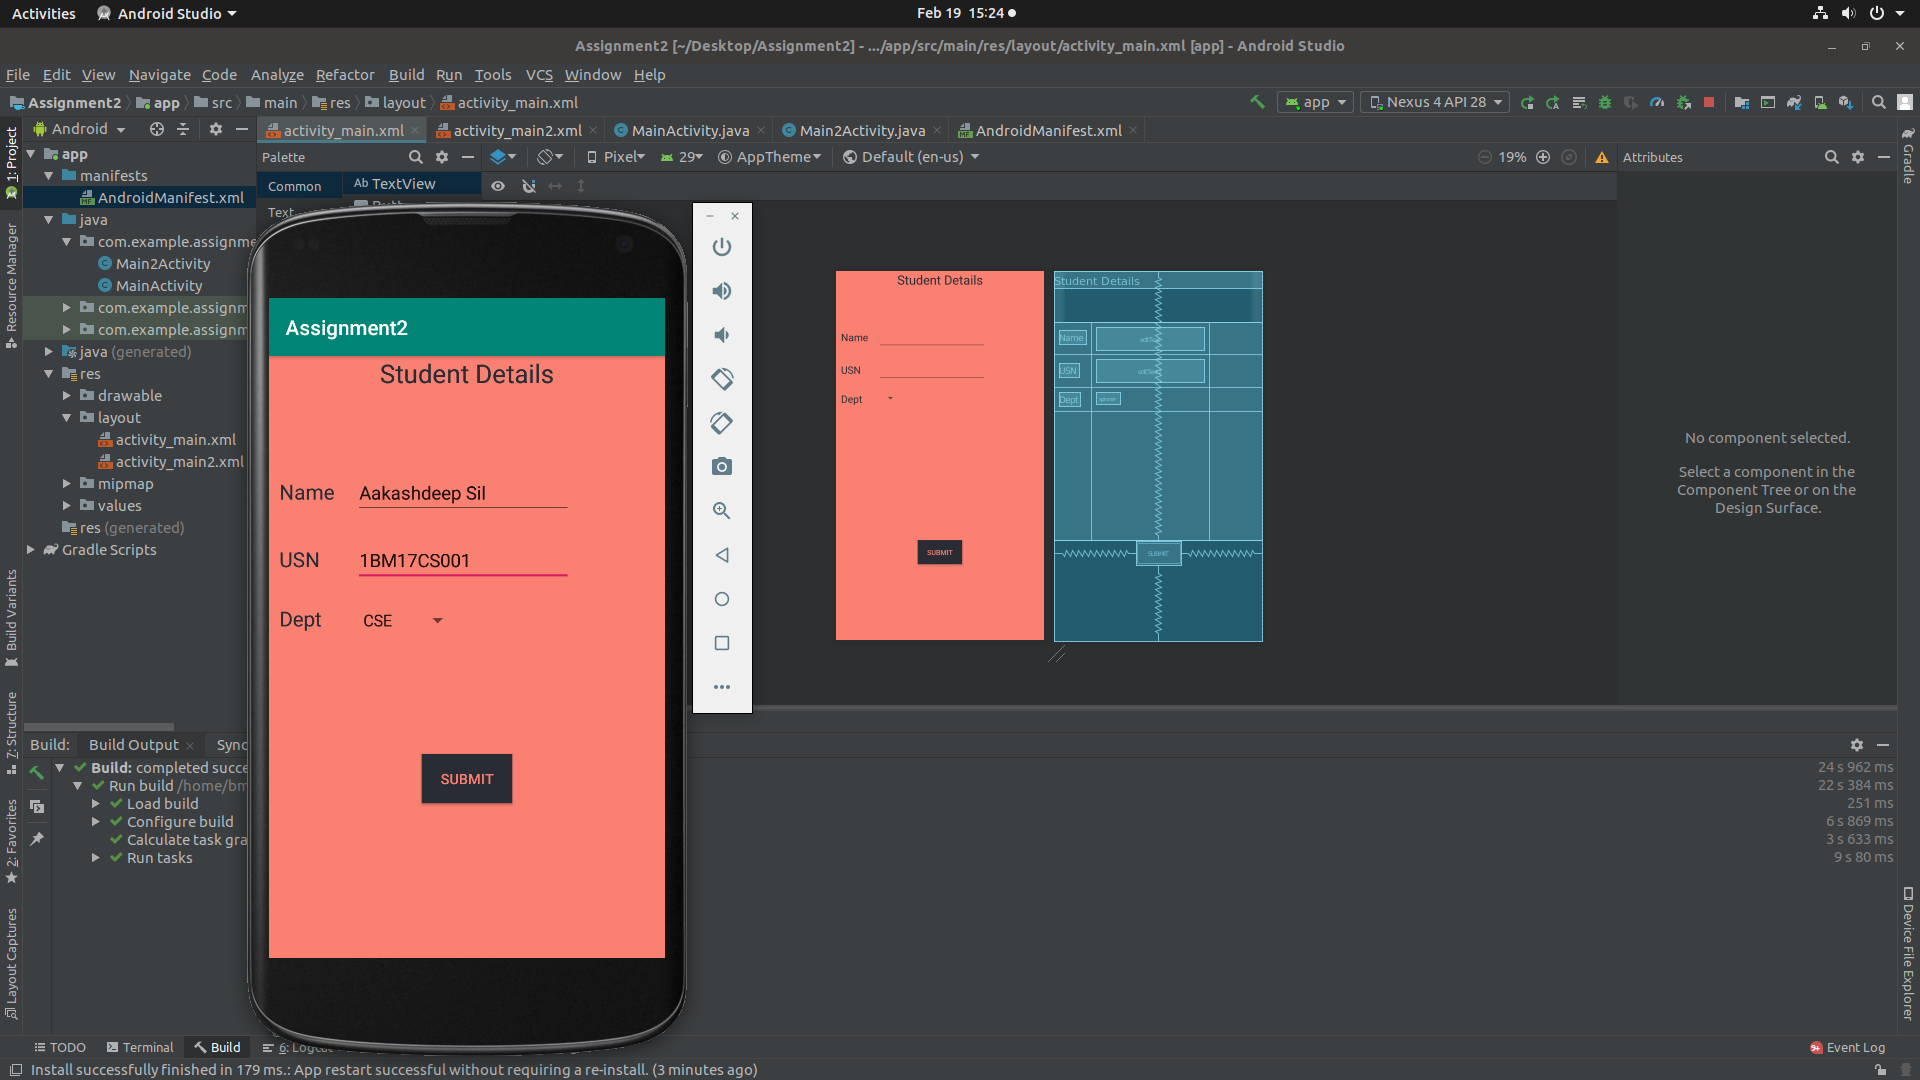 Activities Android Studio Feb 19 15:24
Assignment2 [~/Desktop/Assignment2] - .../app/src/main/res/layout/activity_main.xml [app] - Android Studio
File Edit View Navigate Code Analyze Refactor Build Run Tools VCS Window Help
Assignment2 app src main res layout activity_main.xml app Nexus 4 API 28
Android activity_main.xml activity_main2.xml MainActivity.java Main2Activity.java AndroidManifest.xml
Palette Pixel 29 AppTheme Default (en-us) 19% Attributes
Common Ab TextView
Text
1: Project
Resource Manager
Build Variants
7: Structure
2: Favorites
Layout Captures
app
manifests
AndroidManifest.xml
java
com.example.assignme
Main2Activity
MainActivity
com.example.assignm
com.example.assignm
java (generated)
res
drawable
layout
activity_main.xml
activity_main2.xml
mipmap
values
res (generated)
Gradle Scripts
Assignment2
Student Details
Name Aakashdeep Sil
USN 1BM17CS001
Dept CSE
SUBMIT
Student Details
Name
USN
Dept
SUBMIT
Student Details
Name
USN
Dept
SUBMIT
No component selected.
Select a component in the
Component Tree or on the
Design Surface.
Gradle
Device File Explorer
Build: Build Output Sync
Build: completed succe 24 s 962 ms
Run build /home/bm 22 s 384 ms
Load build 251 ms
Configure build 6 s 869 ms
Calculate task gra 3 s 633 ms
Run tasks 9 s 80 ms
TODO Terminal Build 6: Logcat 9+ Event Log
Install successfully finished in 179 ms.: App restart successful without requiring a re-install. (3 minutes ago)